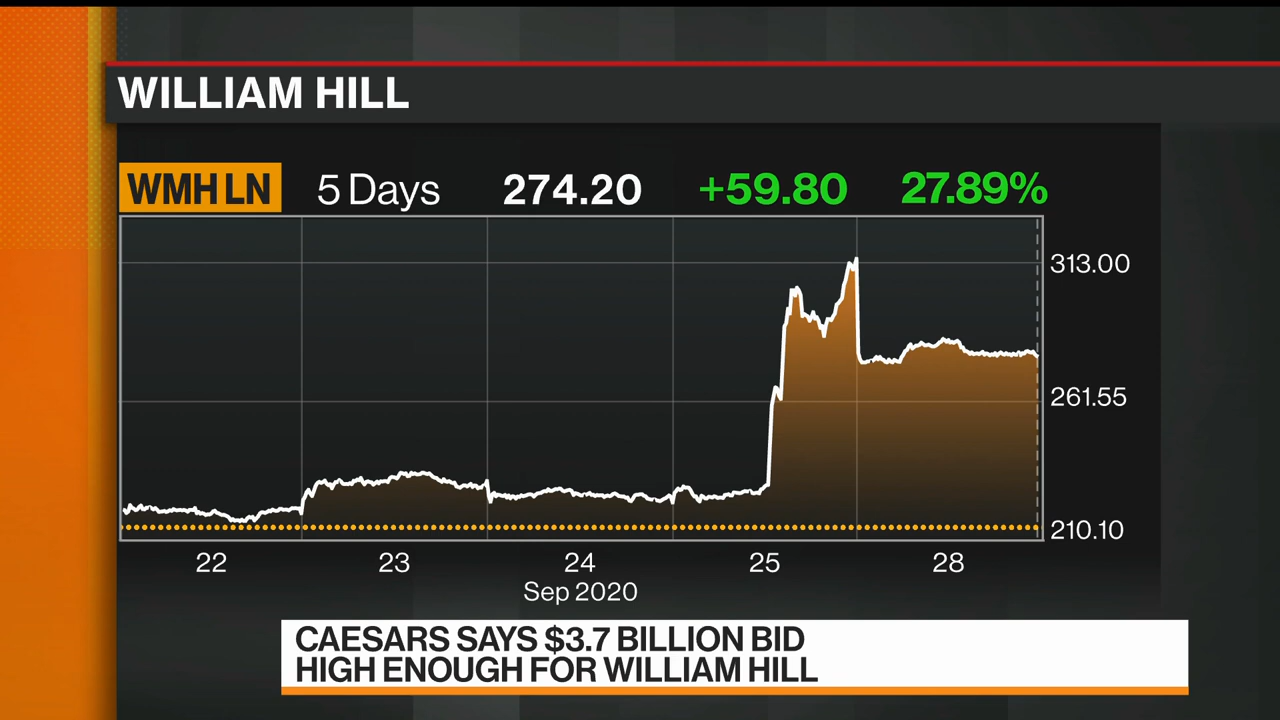 WILLIAM HILL
WMH LN 5 Days 274.20 +59.80 27.89%
313.00
261.55
210.10
22 23 24 25 28
Sep 2020
CAESARS SAYS $3.7 BILLION BID
HIGH ENOUGH FOR WILLIAM HILL